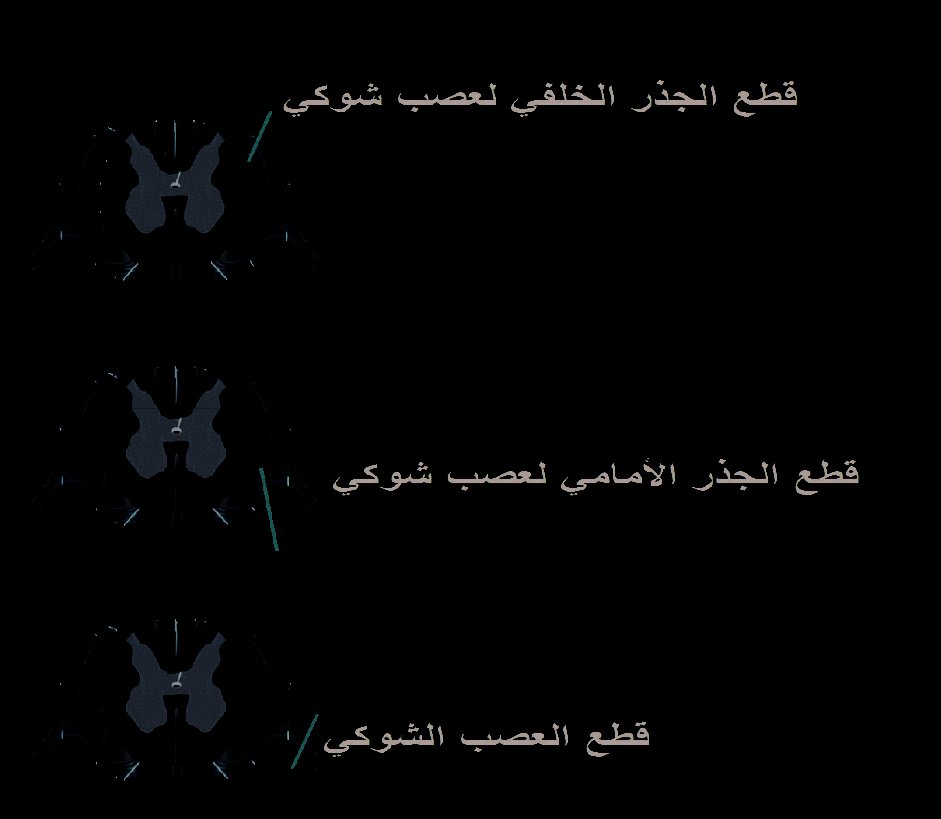 قطع الجذر الخلفي لعصب شوكي
قطع الجذر الأمامي لعصب شوكي
قطع العصب الشوكي